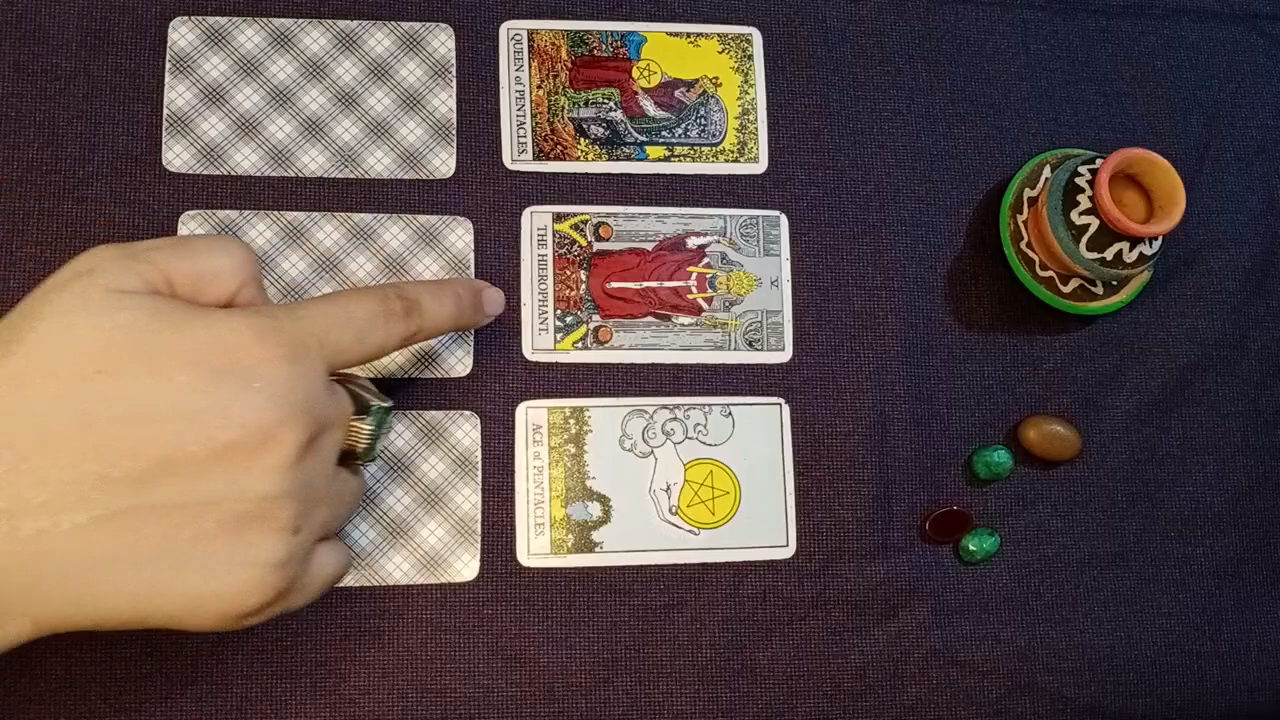 QUEEN of PENTACLES.
THE HIEROPHANT.
V
ACE of PENTACLES.